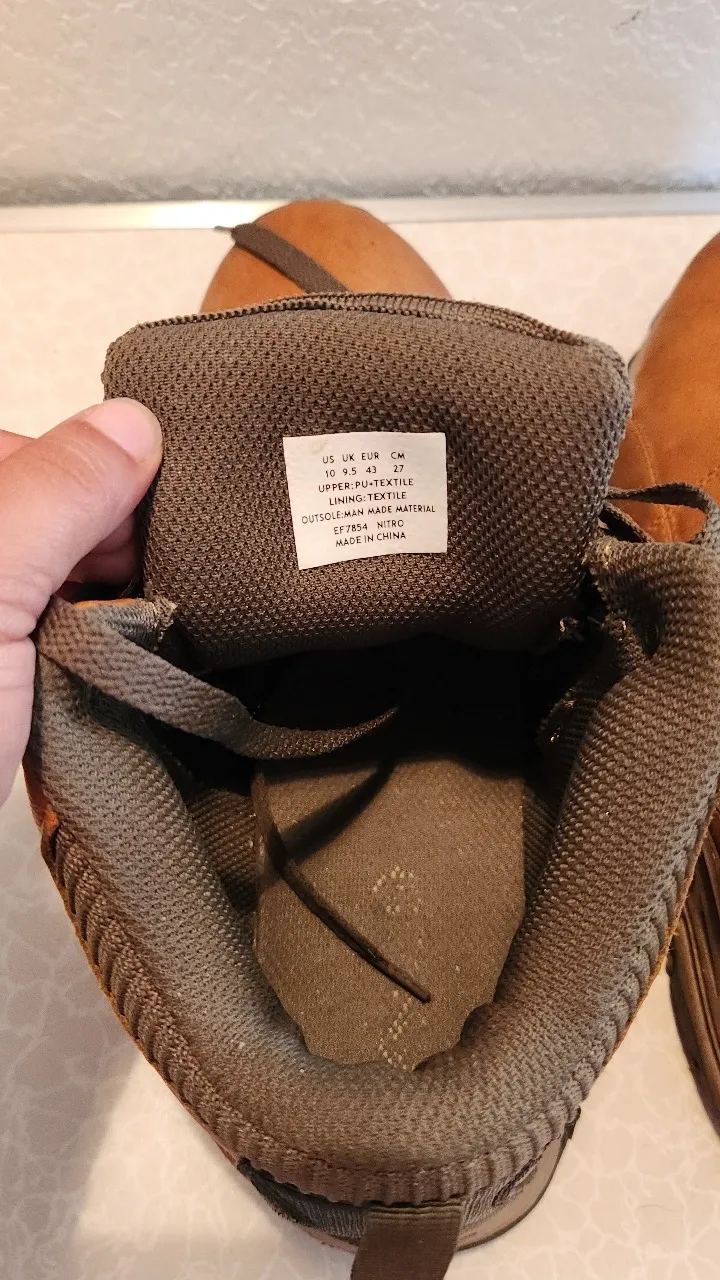 US UK EUR CM
10 9.5 43 27
UPPER:PU+TEXTILE
LINING:TEXTILE
OUTSOLE:MAN MADE MATERIAL
EF7854 NITRO
MADE IN CHINA